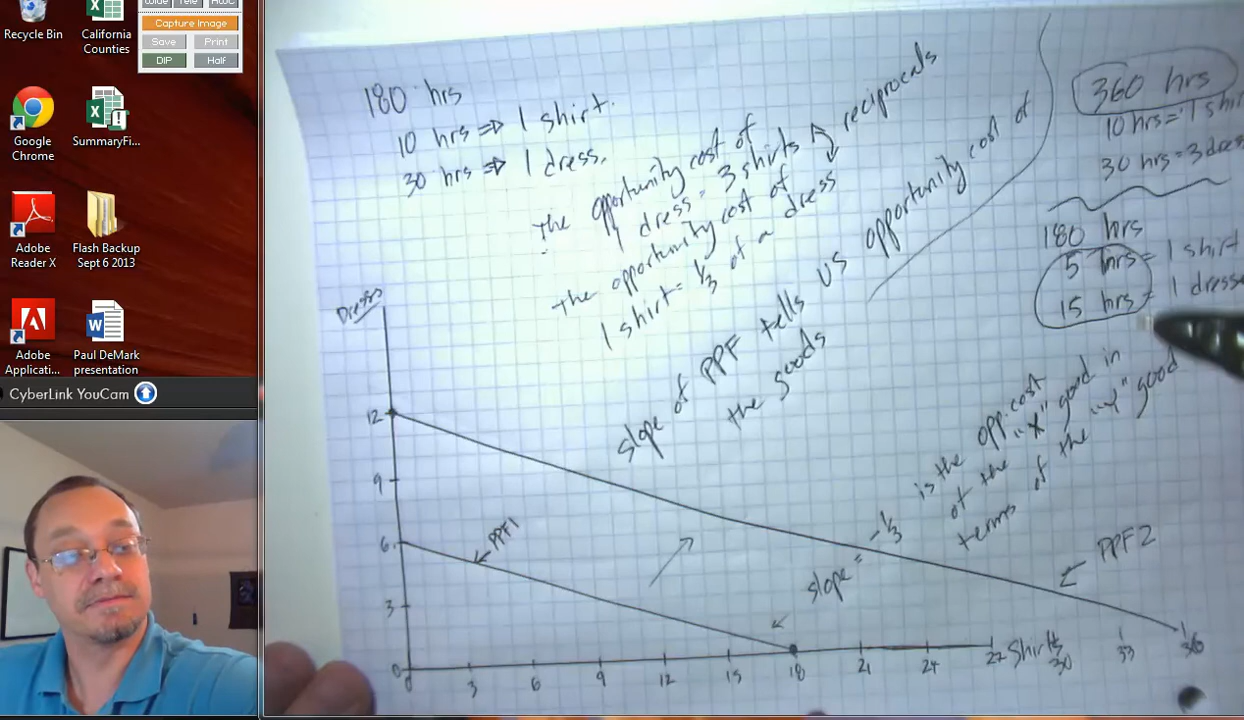 Wide Tele AWC
Capture Image
Save Print
DIP Half
Recycle Bin
California Counties
Google Chrome
SummaryFi...
Adobe Reader X
Flash Backup Sept 6 2013
Adobe Applicati...
Paul DeMark presentation
CyberLink YouCam
180 hrs
10 hrs => 1 shirt.
30 hrs => 1 dress.
the opportunity cost of
1 dress = 3 shirts
reciprocals
the opportunity cost of
1 shirt = 1/3 of a dress
slope of PPF tells us opportunity cost of
the goods
360 hrs
10 hrs = 1 shir
30 hrs = 3 dress
180 hrs
5 hrs = 1 shirt
15 hrs = 1 dress
slope = -1/3
is the opp. cost
of the "X" good in
terms of the "Y" good
PPF1
PPF2
Dresses
12
9
6
3
0
0 3 6 9 12 15 18 21 24 27 30 33 36
Shirts